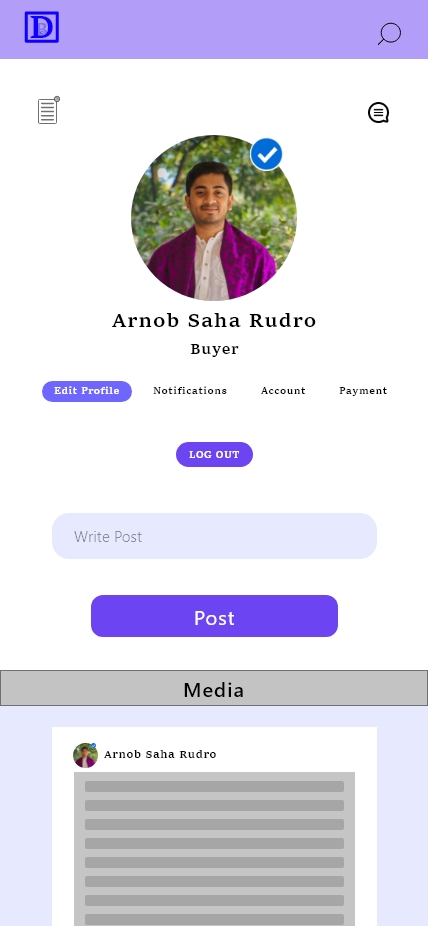 D
Arnob Saha Rudro
Buyer
Edit Profile Notifications Account Payment
LOG OUT
Write Post
Post
Media
Arnob Saha Rudro